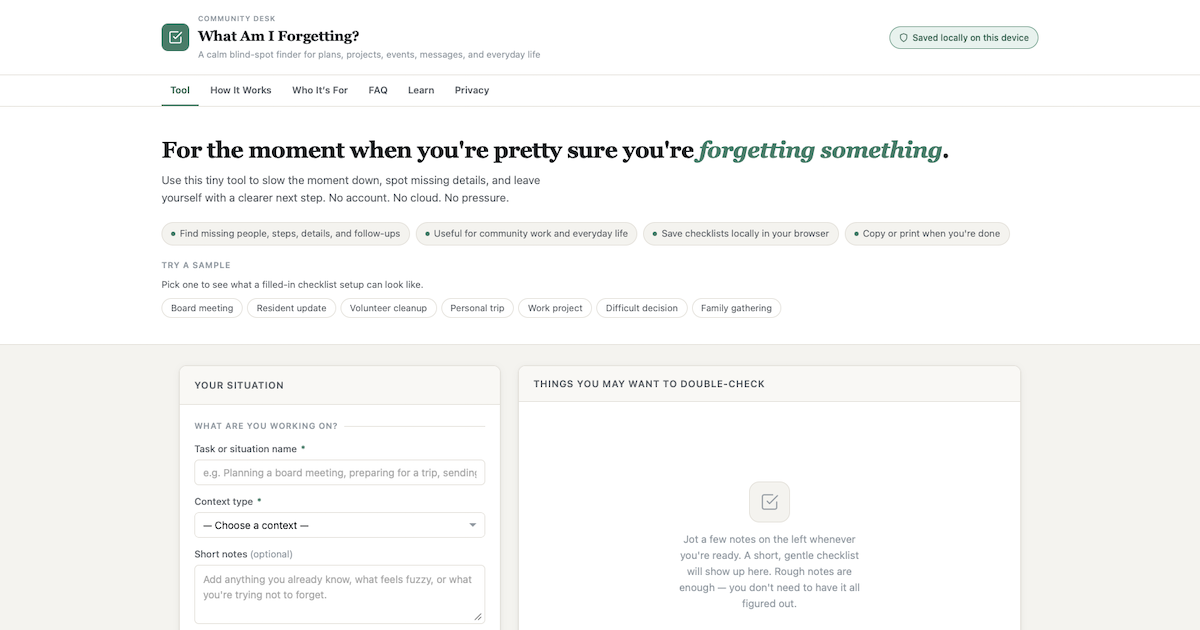 COMMUNITY DESK
What Am I Forgetting?
A calm blind-spot finder for plans, projects, events, messages, and everyday life
Saved locally on this device
Tool How It Works Who It's For FAQ Learn Privacy
For the moment when you're pretty sure you're forgetting something.
Use this tiny tool to slow the moment down, spot missing details, and leave
yourself with a clearer next step. No account. No cloud. No pressure.
Find missing people, steps, details, and follow-ups Useful for community work and everyday life Save checklists locally in your browser Copy or print when you're done
TRY A SAMPLE
Pick one to see what a filled-in checklist setup can look like.
Board meeting Resident update Volunteer cleanup Personal trip Work project Difficult decision Family gathering
YOUR SITUATION
WHAT ARE YOU WORKING ON?
Task or situation name *
e.g. Planning a board meeting, preparing for a trip, sending
Context type *
— Choose a context —
Short notes (optional)
Add anything you already know, what feels fuzzy, or what
you're trying not to forget.
THINGS YOU MAY WANT TO DOUBLE-CHECK
Jot a few notes on the left whenever
you're ready. A short, gentle checklist
will show up here. Rough notes are
enough — you don't need to have it all
figured out.